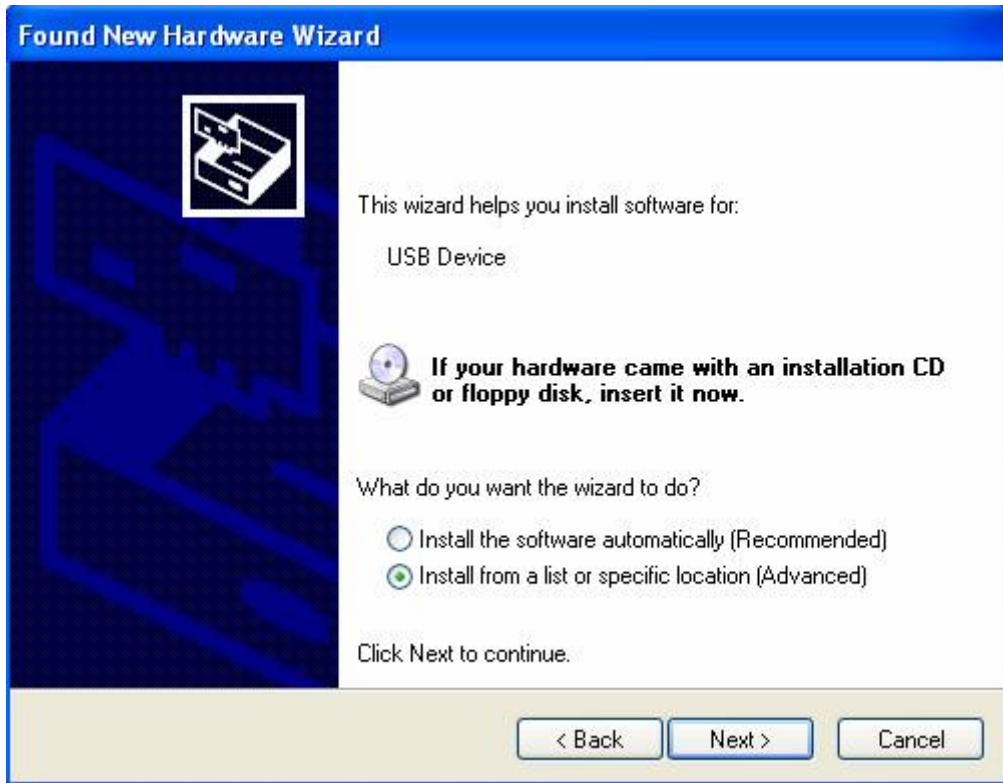 Found New Hardware Wizard
This wizard helps you install software for:
USB Device
If your hardware came with an installation CD
or floppy disk, insert it now.
What do you want the wizard to do?
Install the software automatically (Recommended)
Install from a list or specific location (Advanced)
Click Next to continue.
< Back
Next >
Cancel